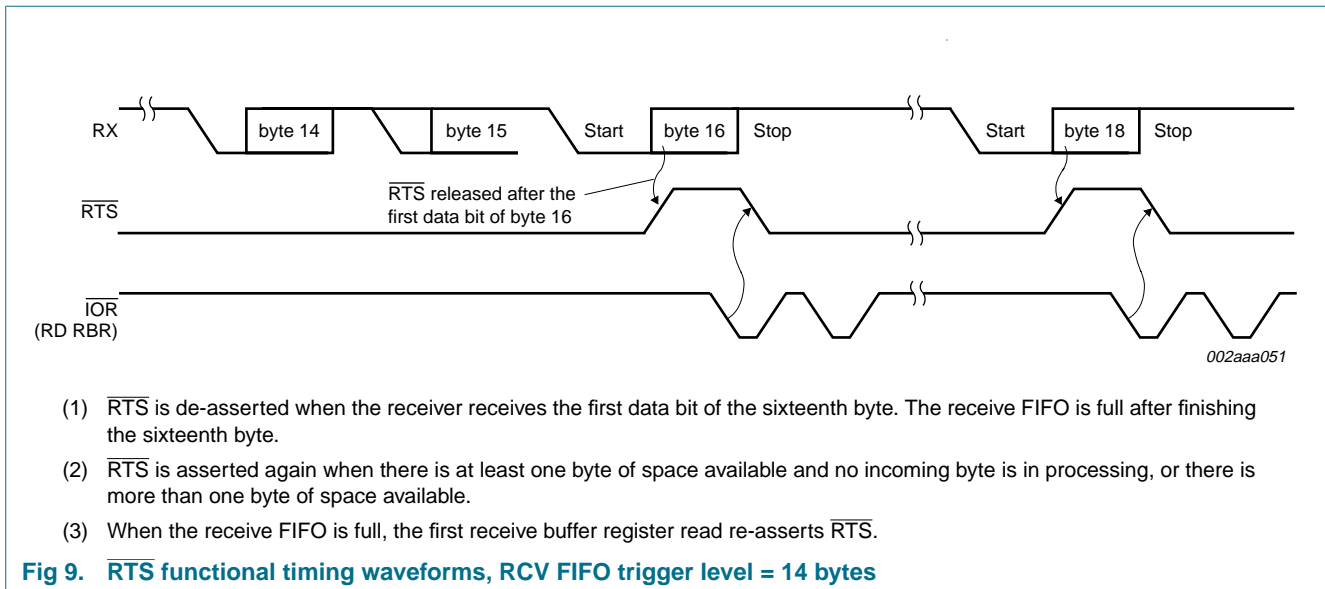 RX
byte 14
byte 15
Start
byte 16
Stop
Start
byte 18
Stop
RTS released after the
first data bit of byte 16
RTS
IOR
(RD RBR)
002aaa051
(1) RTS is de-asserted when the receiver receives the first data bit of the sixteenth byte. The receive FIFO is full after finishing
the sixteenth byte.
(2) RTS is asserted again when there is at least one byte of space available and no incoming byte is in processing, or there is
more than one byte of space available.
(3) When the receive FIFO is full, the first receive buffer register read re-asserts RTS.
Fig 9. RTS functional timing waveforms, RCV FIFO trigger level = 14 bytes